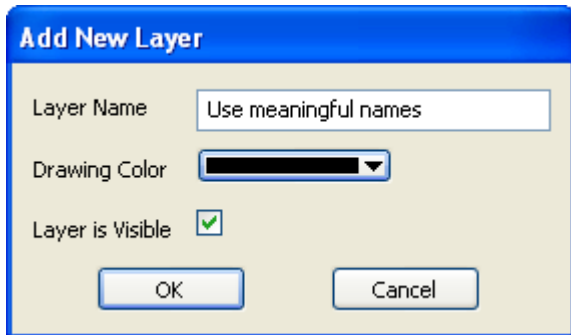 Add New Layer
Layer Name Use meaningful names
Drawing Color
Layer is Visible
OK Cancel